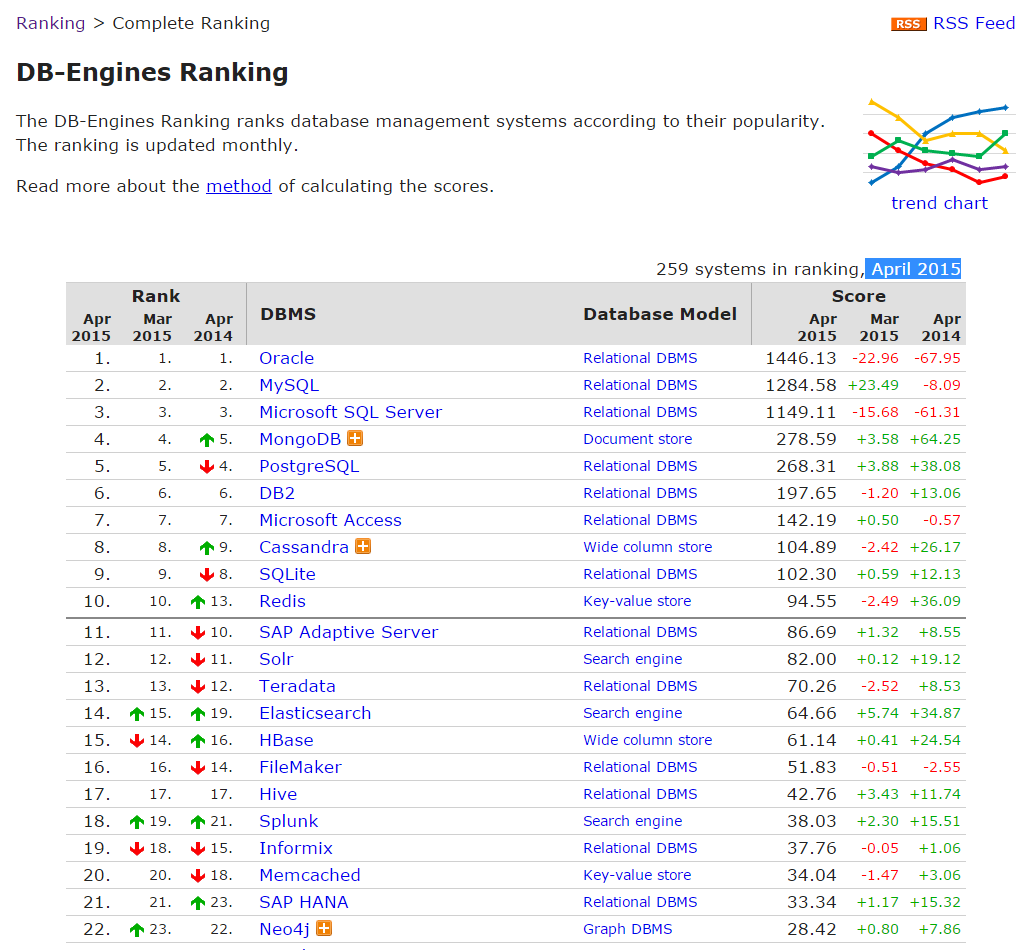 Ranking > Complete Ranking
RSS RSS Feed
DB-Engines Ranking
The DB-Engines Ranking ranks database management systems according to their popularity.
The ranking is updated monthly.
Read more about the method of calculating the scores.
trend chart
259 systems in ranking, April 2015
Rank DBMS Database Model Score
Apr 2015 Mar 2015 Apr 2014 Apr 2015 Mar 2015 Apr 2014
1. 1. 1. Oracle Relational DBMS 1446.13 -22.96 -67.95
2. 2. 2. MySQL Relational DBMS 1284.58 +23.49 -8.09
3. 3. 3. Microsoft SQL Server Relational DBMS 1149.11 -15.68 -61.31
4. 4. 5. MongoDB Document store 278.59 +3.58 +64.25
5. 5. 4. PostgreSQL Relational DBMS 268.31 +3.88 +38.08
6. 6. 6. DB2 Relational DBMS 197.65 -1.20 +13.06
7. 7. 7. Microsoft Access Relational DBMS 142.19 +0.50 -0.57
8. 8. 9. Cassandra Wide column store 104.89 -2.42 +26.17
9. 9. 8. SQLite Relational DBMS 102.30 +0.59 +12.13
10. 10. 13. Redis Key-value store 94.55 -2.49 +36.09
11. 11. 10. SAP Adaptive Server Relational DBMS 86.69 +1.32 +8.55
12. 12. 11. Solr Search engine 82.00 +0.12 +19.12
13. 13. 12. Teradata Relational DBMS 70.26 -2.52 +8.53
14. 15. 19. Elasticsearch Search engine 64.66 +5.74 +34.87
15. 14. 16. HBase Wide column store 61.14 +0.41 +24.54
16. 16. 14. FileMaker Relational DBMS 51.83 -0.51 -2.55
17. 17. 17. Hive Relational DBMS 42.76 +3.43 +11.74
18. 19. 21. Splunk Search engine 38.03 +2.30 +15.51
19. 18. 15. Informix Relational DBMS 37.76 -0.05 +1.06
20. 20. 18. Memcached Key-value store 34.04 -1.47 +3.06
21. 21. 23. SAP HANA Relational DBMS 33.34 +1.17 +15.32
22. 23. 22. Neo4j Graph DBMS 28.42 +0.80 +7.86